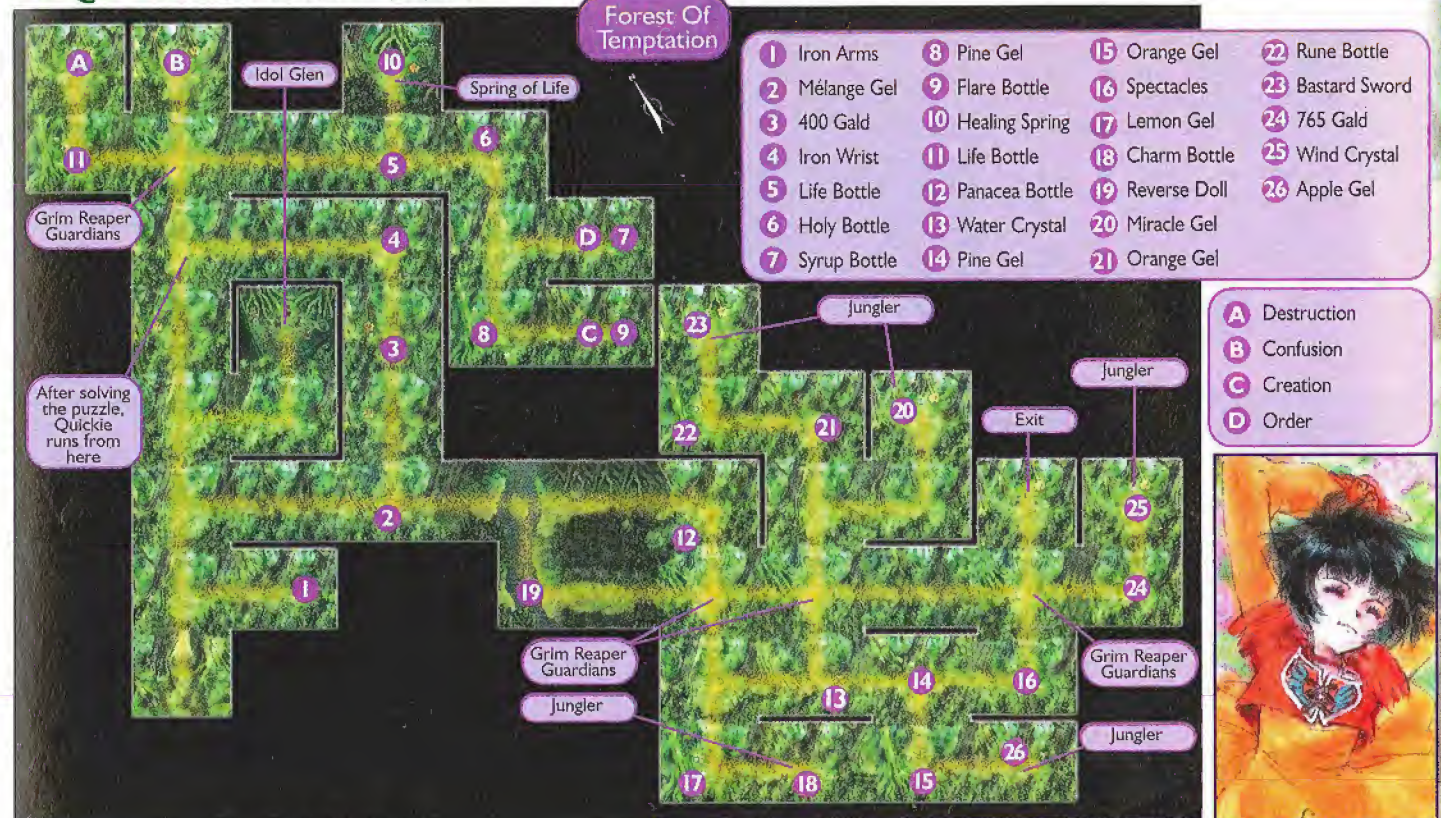 Forest Of
Temptation
1 Iron Arms
2 Mélange Gel
3 400 Gald
4 Iron Wrist
5 Life Bottle
6 Holy Bottle
7 Syrup Bottle
8 Pine Gel
9 Flare Bottle
10 Healing Spring
11 Life Bottle
12 Panacea Bottle
13 Water Crystal
14 Pine Gel
15 Orange Gel
16 Spectacles
17 Lemon Gel
18 Charm Bottle
19 Reverse Doll
20 Miracle Gel
21 Orange Gel
22 Rune Bottle
23 Bastard Sword
24 765 Gald
25 Wind Crystal
26 Apple Gel
A Destruction
B Confusion
C Creation
D Order
A
B
Idol Glen
10
Spring of Life
11
5
6
Grim Reaper
Guardians
4
D
7
3
8
C
9
23
Jungler
After solving
the puzzle,
Quickie
runs from
here
22
21
20
Exit
Jungler
2
12
25
1
19
24
Grim Reaper
Guardians
Grim Reaper
Guardians
13
14
16
Jungler
17
18
15
26
Jungler